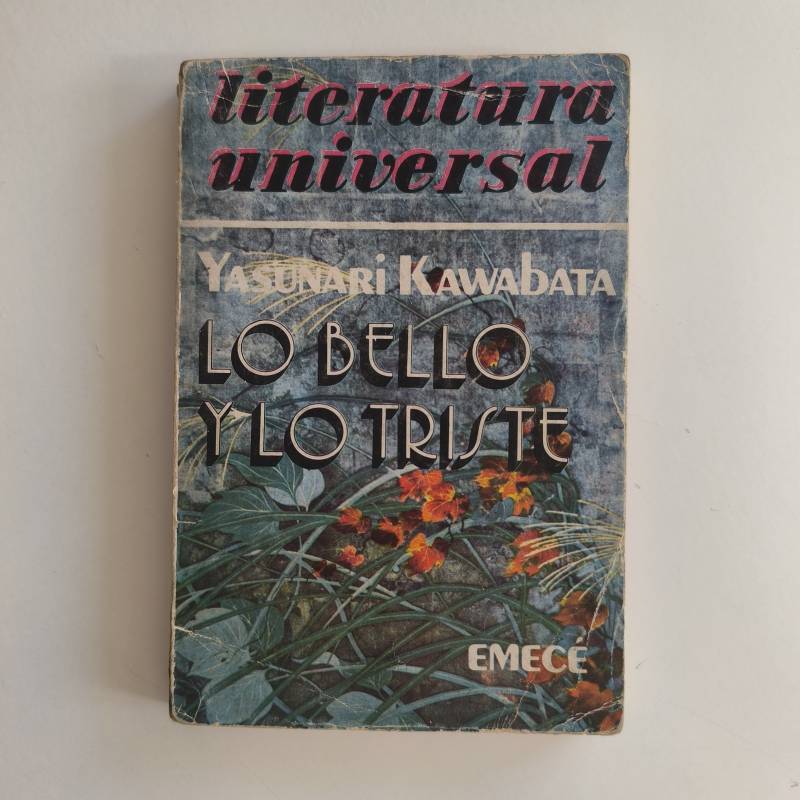 literatura
universal
YASUNARi KAWAbATA
LO BELLO
Y LO TRISTE
EMECÉ